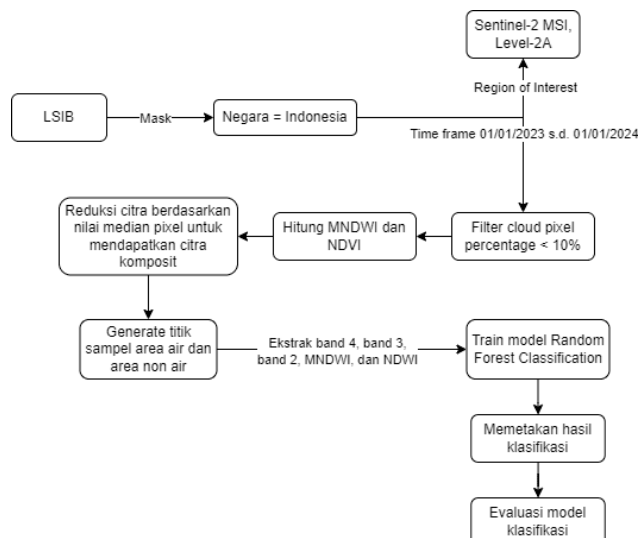 Sentinel-2 MSI,
Level-2A
Region of Interest
LSIB
Mask
Negara = Indonesia
Time frame 01/01/2023 s.d. 01/01/2024
Reduksi citra berdasarkan
nilai median pixel untuk
mendapatkan citra
komposit
Hitung MNDWI dan
NDVI
Filter cloud pixel
percentage < 10%
Generate titik
sampel area air dan
area non air
Ekstrak band 4, band 3,
band 2, MNDWI, dan NDWI
Train model Random
Forest Classification
Memetakan hasil
klasifikasi
Evaluasi model
klasifikasi